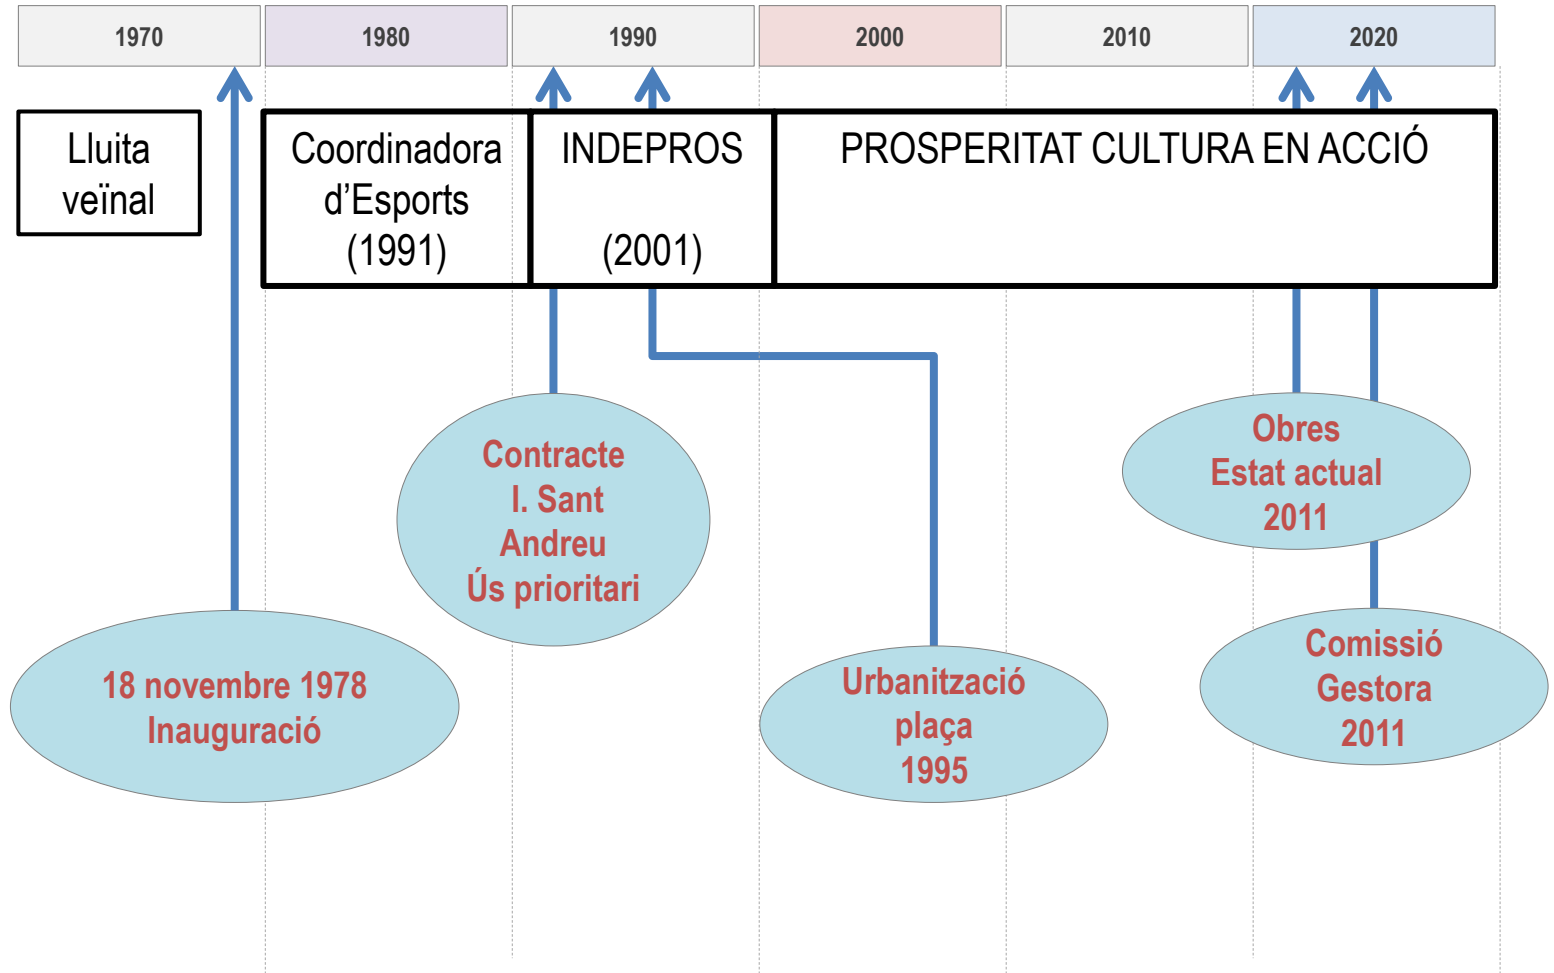 1970 1980 1990 2000 2010 2020
Lluita
veïnal
Coordinadora
d’Esports
(1991)
INDEPROS
(2001)
PROSPERITAT CULTURA EN ACCIÓ
Contracte
I. Sant
Andreu
Ús prioritari
Obres
Estat actual
2011
18 novembre 1978
Inauguració
Urbanització
plaça
1995
Comissió
Gestora
2011